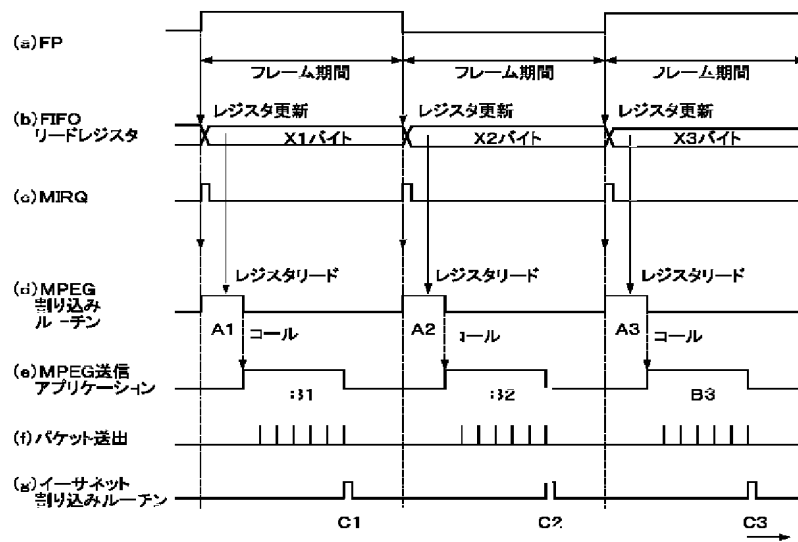 (a)FP
フレーム期間
フレーム期間
フレーム期間
レジスタ更新
レジスタ更新
レジスタ更新
(b)FIFO
リードレジスタ
X1バイト
X2バイト
X3バイト
(c)MIRQ
レジスタリード
レジスタリード
レジスタリード
(d)MPEG
割り込み
ルーチン
A1
コール
A2
コール
A3
コール
(e)MPEG送信
アプリケーション
B1
B2
B3
(f)パケット送出
(g)イーサネット
割り込みルーチン
C1
C2
C3